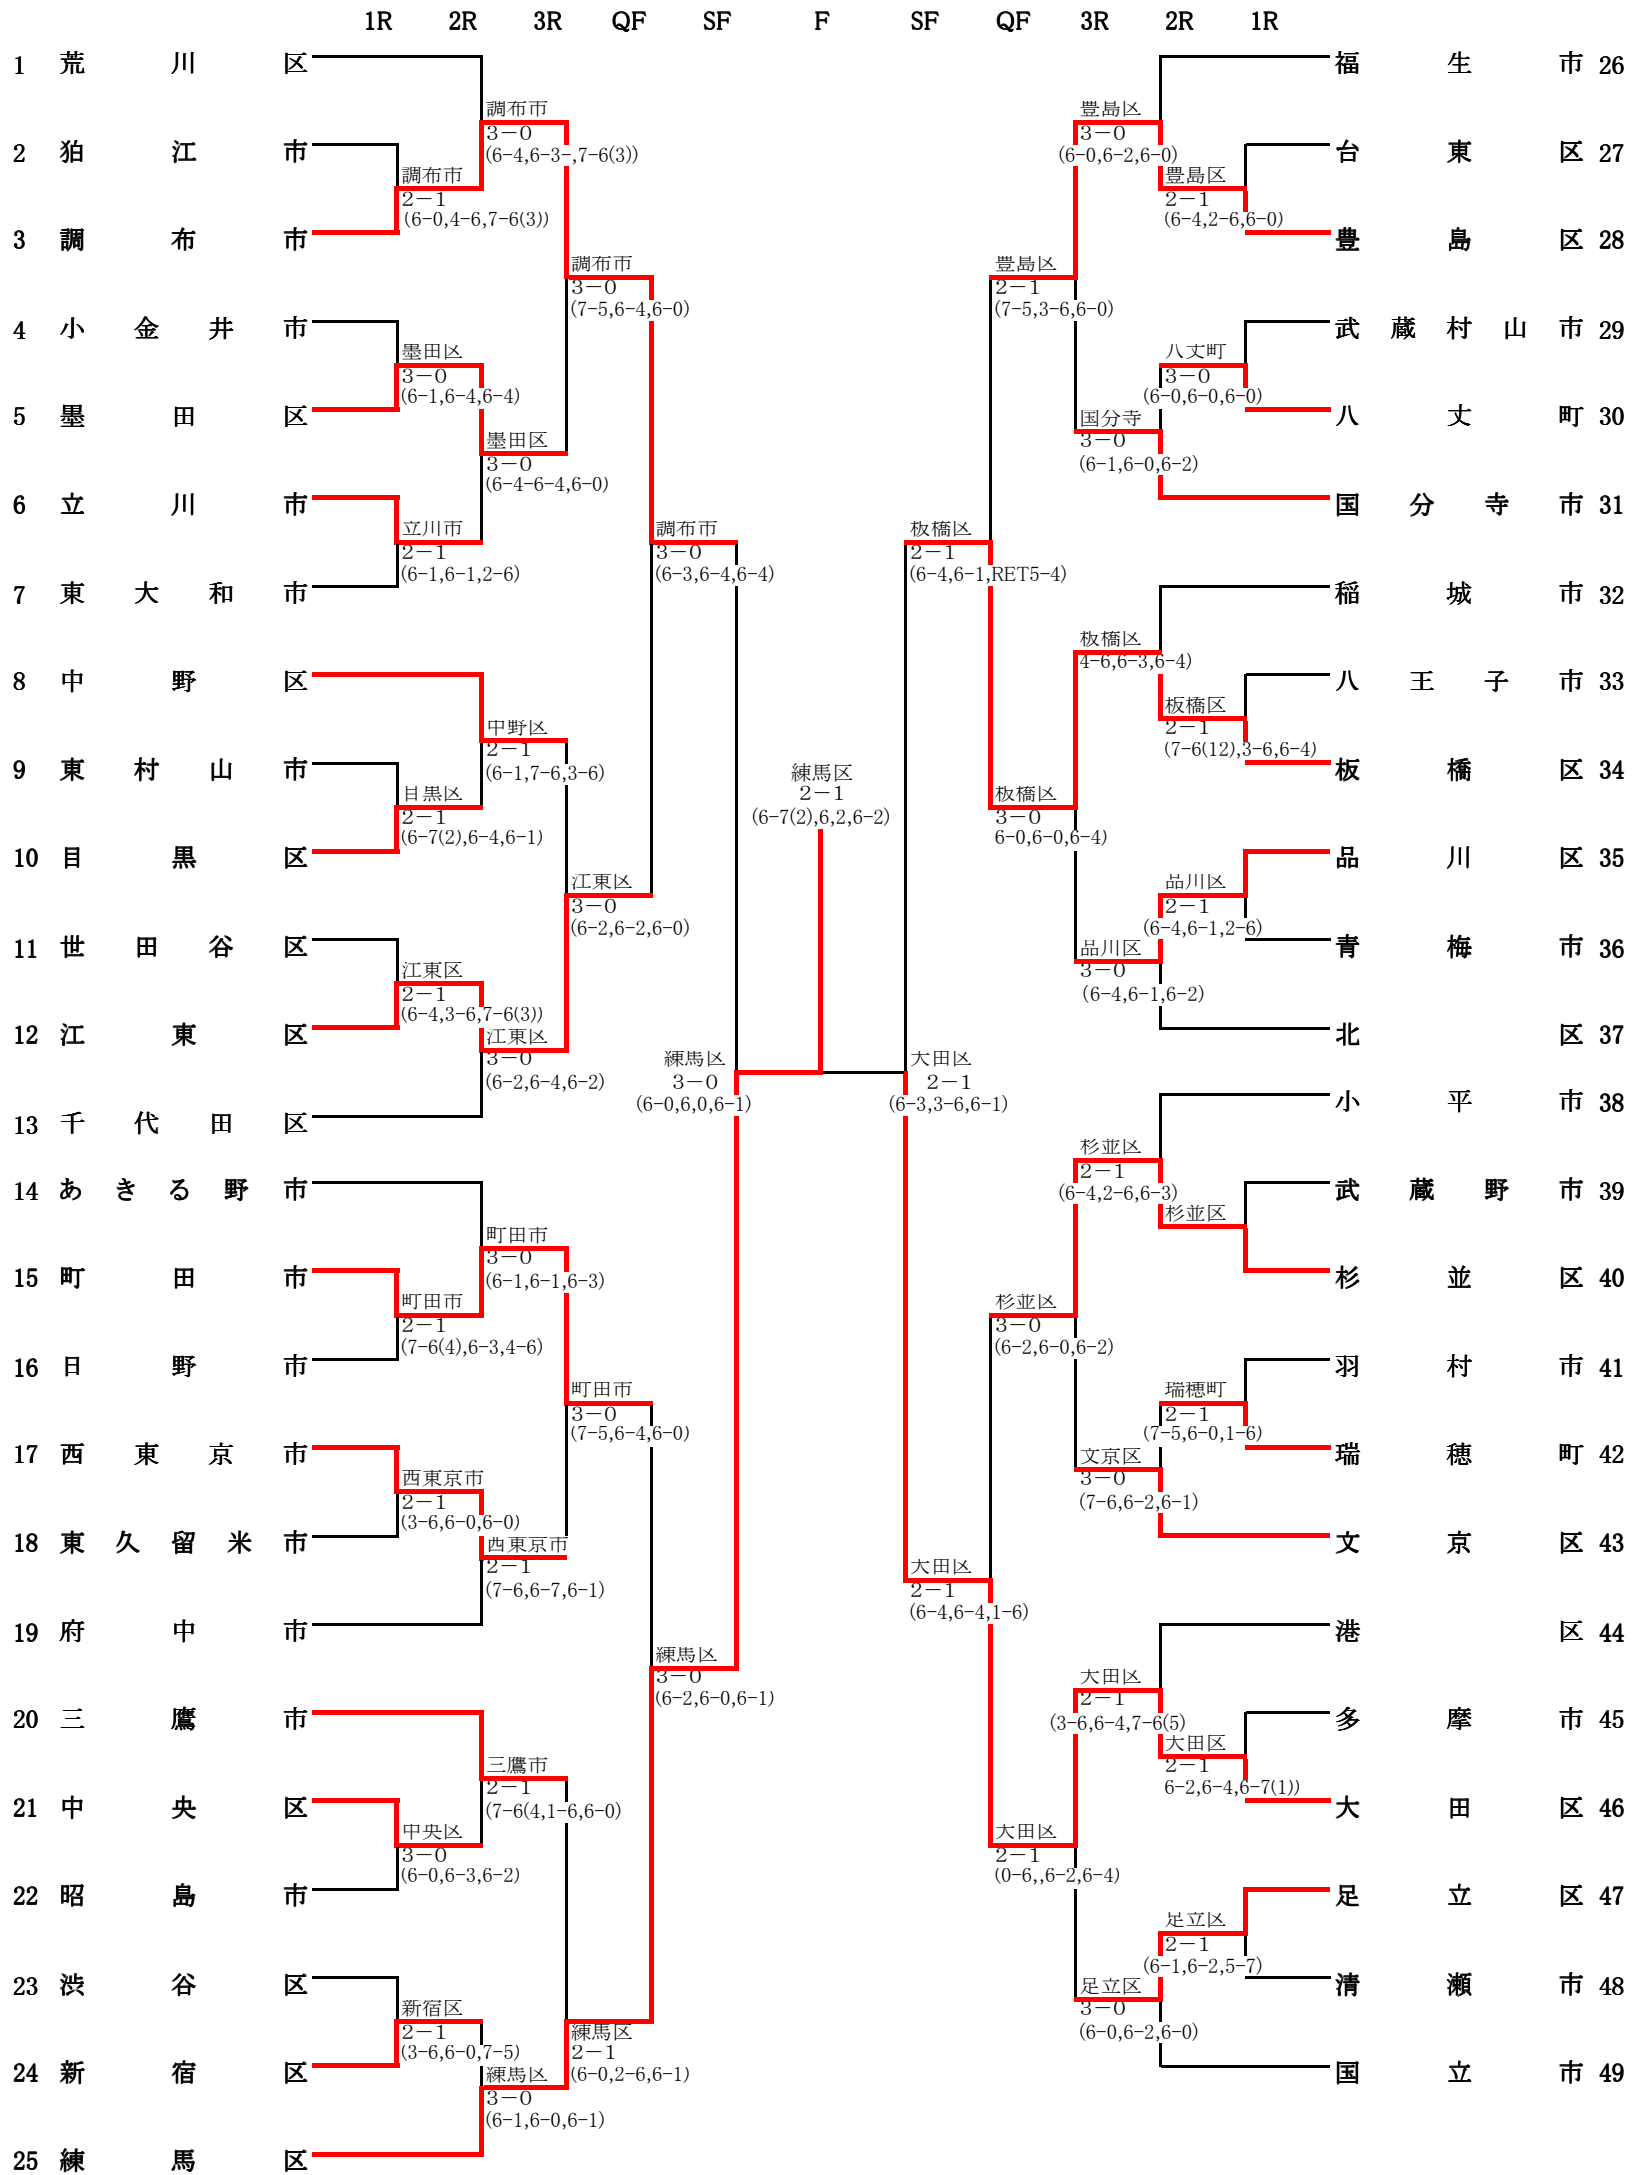 1R 2R 3R QF SF F SF QF 3R 2R 1R
1 荒川区
2 狛江市
3 調布市
4 小金井市
5 墨田区
6 立川市
7 東大和市
8 中野区
9 東村山市
10 目黒区
11 世田谷区
12 江東区
13 千代田区
14 あきる野市
15 町田市
16 日野市
17 西東京市
18 東久留米市
19 府中市
20 三鷹市
21 中央区
22 昭島市
23 渋谷区
24 新宿区
25 練馬区
調布市
2−1
(6-0,4-6,7-6(3))
墨田区
3−0
(6-1,6-4,6-4)
立川市
2−1
(6-1,6-1,2-6)
目黒区
2−1
(6-7(2),6-4,6-1)
江東区
2−1
(6-4,3-6,7-6(3))
町田市
2−1
(7-6(4),6-3,4-6)
西東京市
2−1
(3-6,6-0,6-0)
中央区
3−0
(6-0,6-3,6-2)
新宿区
2−1
(3-6,6-0,7-5)
調布市
3−0
(6-4,6-3-,7-6(3))
墨田区
3−0
(6-4-6-4,6-0)
中野区
2−1
(6-1,7-6,3-6)
江東区
3−0
(6-2,6-4,6-2)
町田市
3−0
(6-1,6-1,6-3)
西東京市
2−1
(7-6,6-7,6-1)
三鷹市
2−1
(7-6(4,1-6,6-0)
練馬区
3−0
(6-1,6-0,6-1)
調布市
3−0
(7-5,6-4,6-0)
江東区
3−0
(6-2,6-2,6-0)
町田市
3−0
(7-5,6-4,6-0)
練馬区
2−1
(6-0,2-6,6-1)
調布市
3−0
(6-3,6-4,6-4)
練馬区
3−0
(6-2,6-0,6-1)
練馬区
3−0
(6-0,6,0,6-1)
練馬区
2−1
(6-7(2),6,2,6-2)
大田区
2−1
(6-3,3-6,6-1)
板橋区
2−1
(6-4,6-1,RET5-4)
大田区
2−1
(6-4,6-4,1-6)
豊島区
2−1
(7-5,3-6,6-0)
板橋区
3−0
6-0,6-0,6-4)
杉並区
3−0
(6-2,6-0,6-2)
大田区
2−1
(0-6,,6-2,6-4)
豊島区
3−0
(6-0,6-2,6-0)
国分寺
3−0
(6-1,6-0,6-2)
板橋区
4-6,6-3,6-4)
品川区
3−0
(6-4,6-1,6-2)
杉並区
2−1
(6-4,2-6,6-3)
文京区
3−0
(7-6,6-2,6-1)
大田区
2−1
(3-6,6-4,7-6(5)
足立区
3−0
(6-0,6-2,6-0)
豊島区
2−1
(6-4,2-6,6-0)
八丈町
3−0
(6-0,6-0,6-0)
板橋区
2−1
(7-6(12),3-6,6-4)
品川区
2−1
(6-4,6-1,2-6)
杉並区
瑞穂町
2−1
(7-5,6-0,1-6)
大田区
2−1
6-2,6-4,6-7(1))
足立区
2−1
(6-1,6-2,5-7)
福生市 26
台東区 27
豊島区 28
武蔵村山市 29
八丈町 30
国分寺市 31
稲城市 32
八王子市 33
板橋区 34
品川区 35
青梅市 36
北区 37
小平市 38
武蔵野市 39
杉並区 40
羽村市 41
瑞穂町 42
文京区 43
港区 44
多摩市 45
大田区 46
足立区 47
清瀬市 48
国立市 49